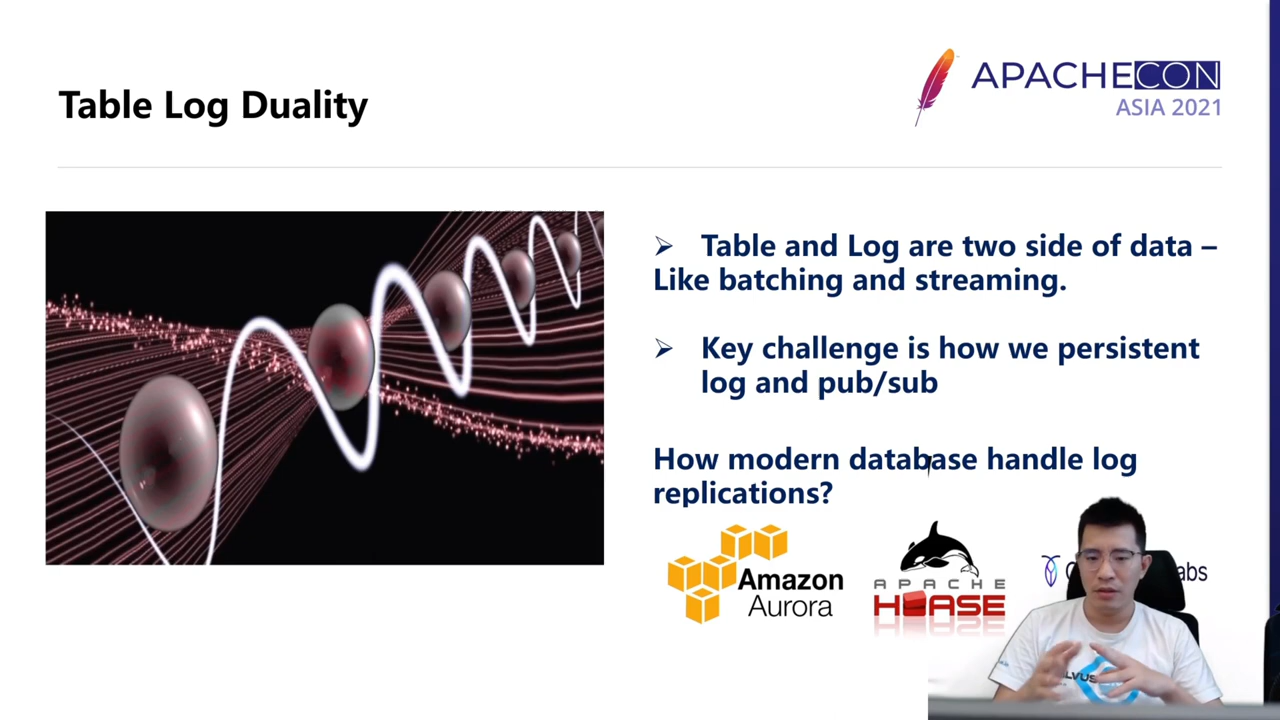 Table Log Duality
APACHECON
ASIA 2021
➢ Table and Log are two side of data –
Like batching and streaming.
➢ Key challenge is how we persistent
log and pub/sub
How modern database handle log
replications?
Amazon
Aurora
APACHE
HBASE
abs
LVUS